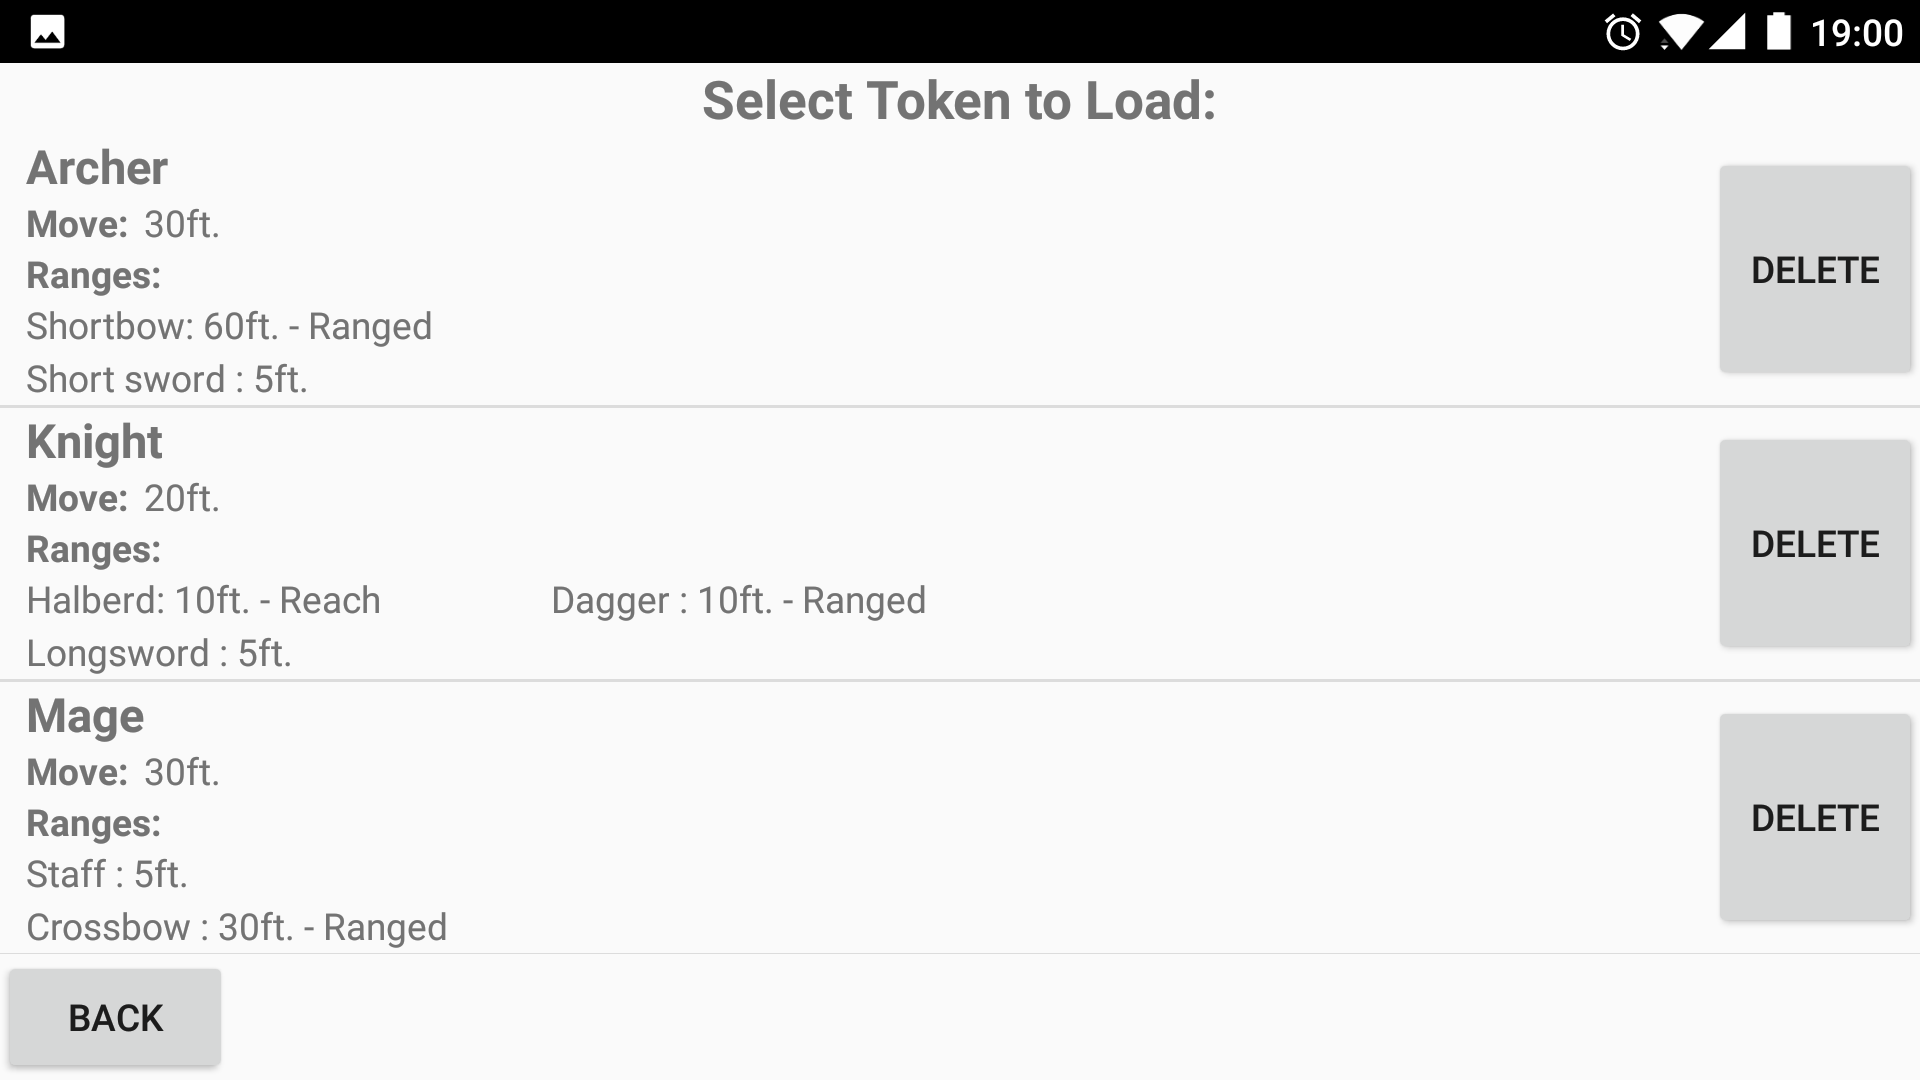 19:00
Select Token to Load:
Archer
Move: 30ft.
Ranges:
Shortbow: 60ft. - Ranged
Short sword : 5ft.
DELETE
Knight
Move: 20ft.
Ranges:
Halberd: 10ft. - Reach Dagger : 10ft. - Ranged
Longsword : 5ft.
DELETE
Mage
Move: 30ft.
Ranges:
Staff : 5ft.
Crossbow : 30ft. - Ranged
DELETE
BACK